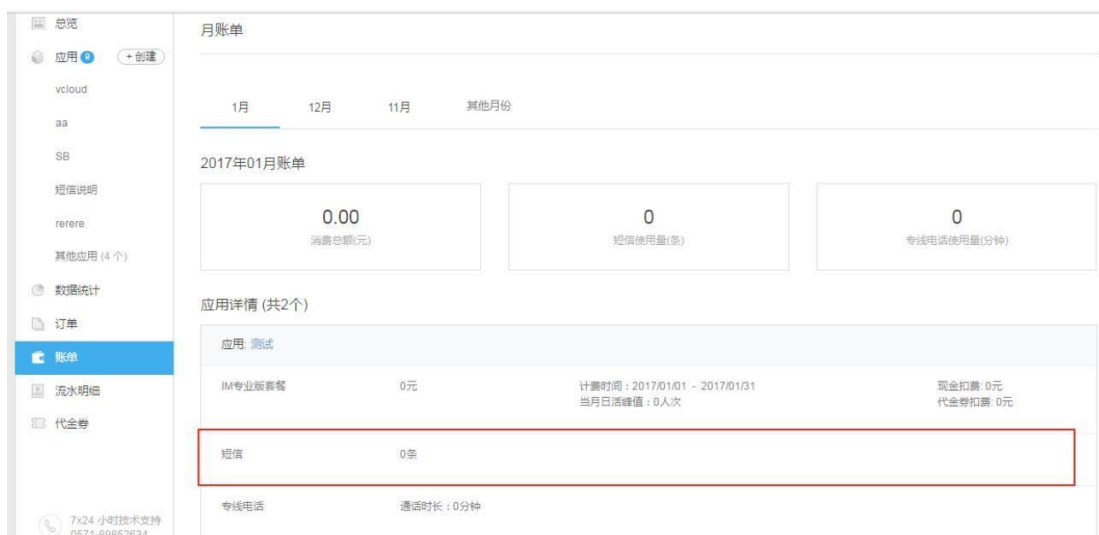 总览
应用 9 +创建
vcloud
aa
SB
短信说明
rerere
其他应用 (4 个)
数据统计
订单
账单
流水明细
代金券
7x24 小时技术支持
0571-89852634
月账单
1月 12月 11月 其他月份
2017年01月账单
0.00 0 0
消费总额(元) 短信使用量(条) 专线电话使用量(分钟)
应用详情 (共2个)
应用: 测试
IM专业版套餐 0元 计费时间：2017/01/01 - 2017/01/31 现金扣费: 0元
当月日活峰值：0人次 代金券扣费: 0元
短信 0条
专线电话 通话时长：0分钟